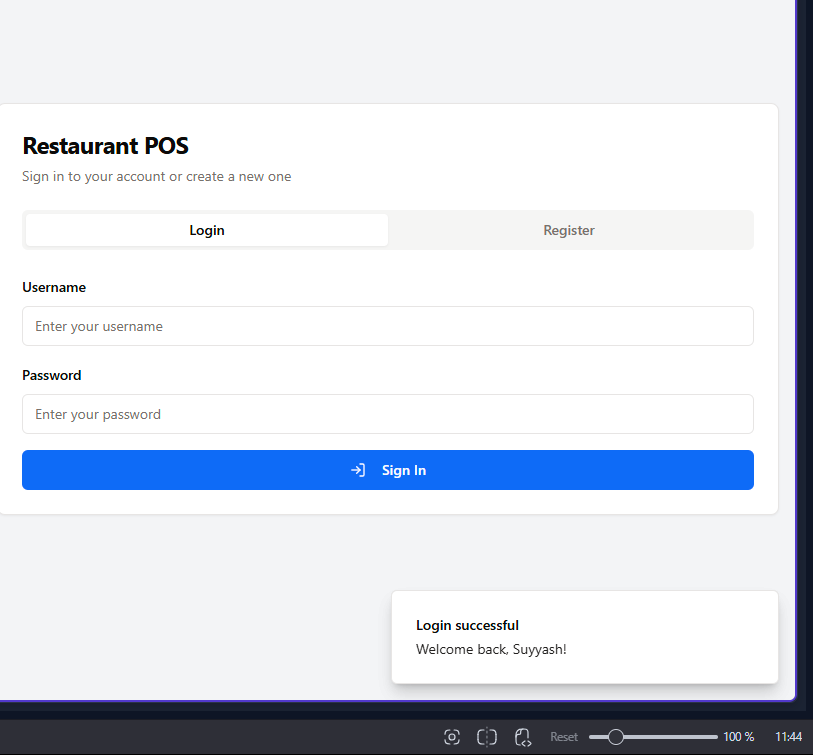 Restaurant POS
Sign in to your account or create a new one
Login
Register
Username
Enter your username
Password
Enter your password
Sign In
Login successful
Welcome back, Suyyash!
Reset
100 %
11:44